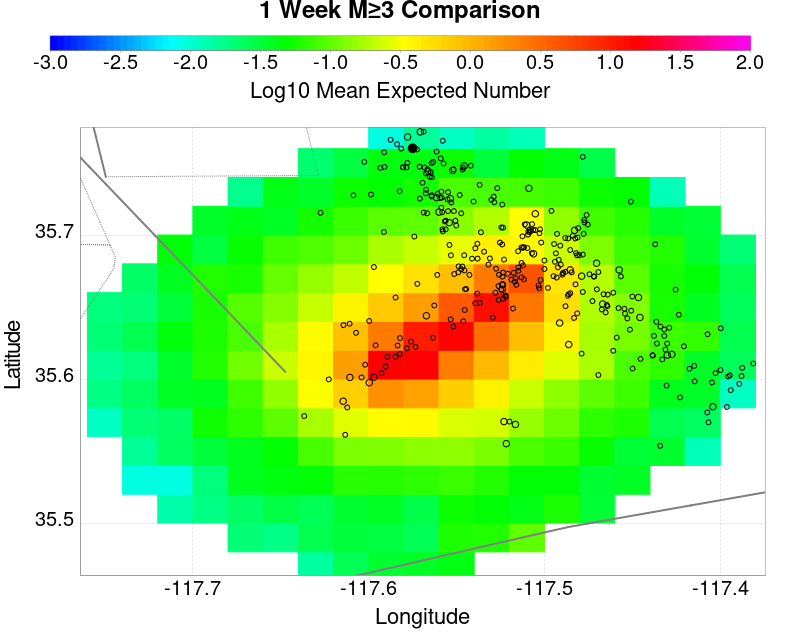 1 Week M≥3 Comparison
-3.0 -2.5 -2.0 -1.5 -1.0 -0.5 0.0 0.5 1.0 1.5 2.0
Log10 Mean Expected Number
35.7
35.6
35.5
Latitude
-117.7 -117.6 -117.5 -117.4
Longitude